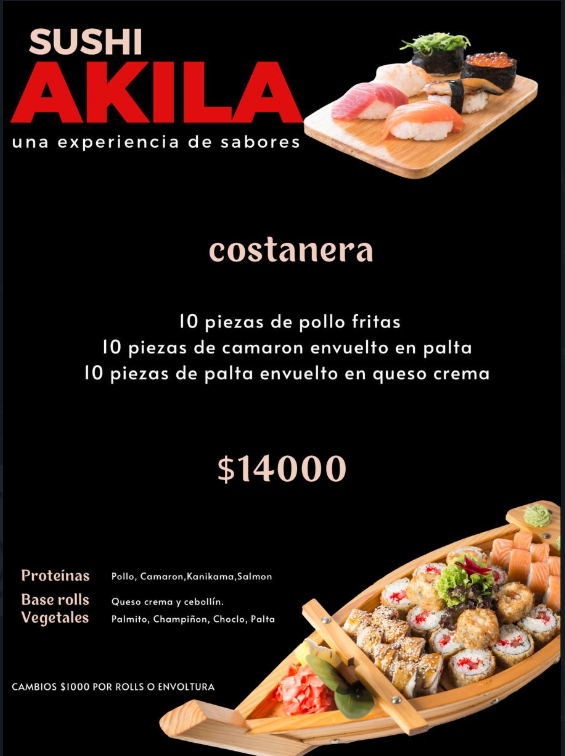 SUSHI
AKILA
una experiencia de sabores
costanera
10 piezas de pollo fritas
10 piezas de camaron envuelto en palta
10 piezas de palta envuelto en queso crema
$14000
Proteínas Pollo, Camaron,Kanikama,Salmon
Base rolls Queso crema y cebollín.
Vegetales Palmito, Champiñon, Choclo, Palta
CAMBIOS $1000 POR ROLLS O ENVOLTURA